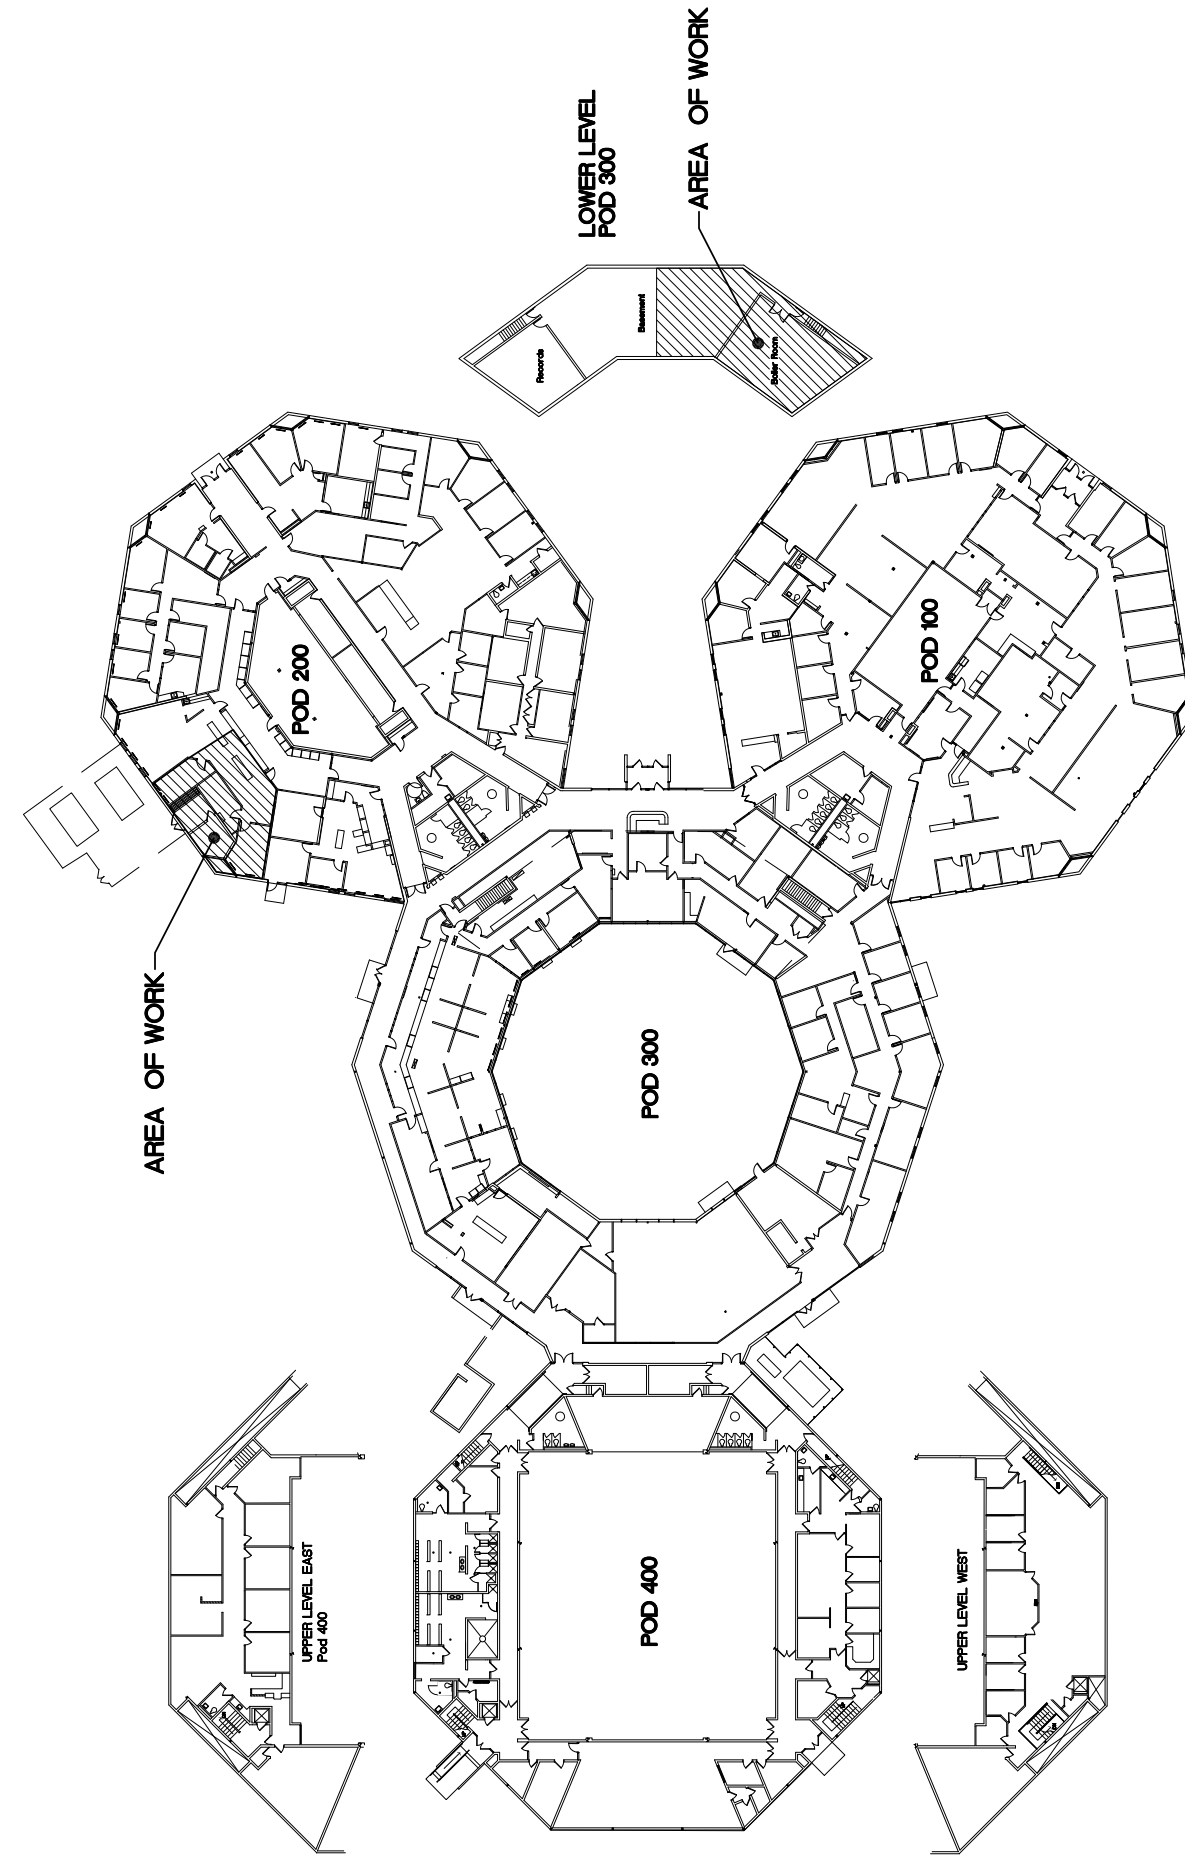 LOWER LEVEL
POD 300
AREA OF WORK
Basement
Records
Boiler Room
POD 200
POD 100
AREA OF WORK
POD 300
UPPER LEVEL EAST
Pod 400
POD 400
UPPER LEVEL WEST